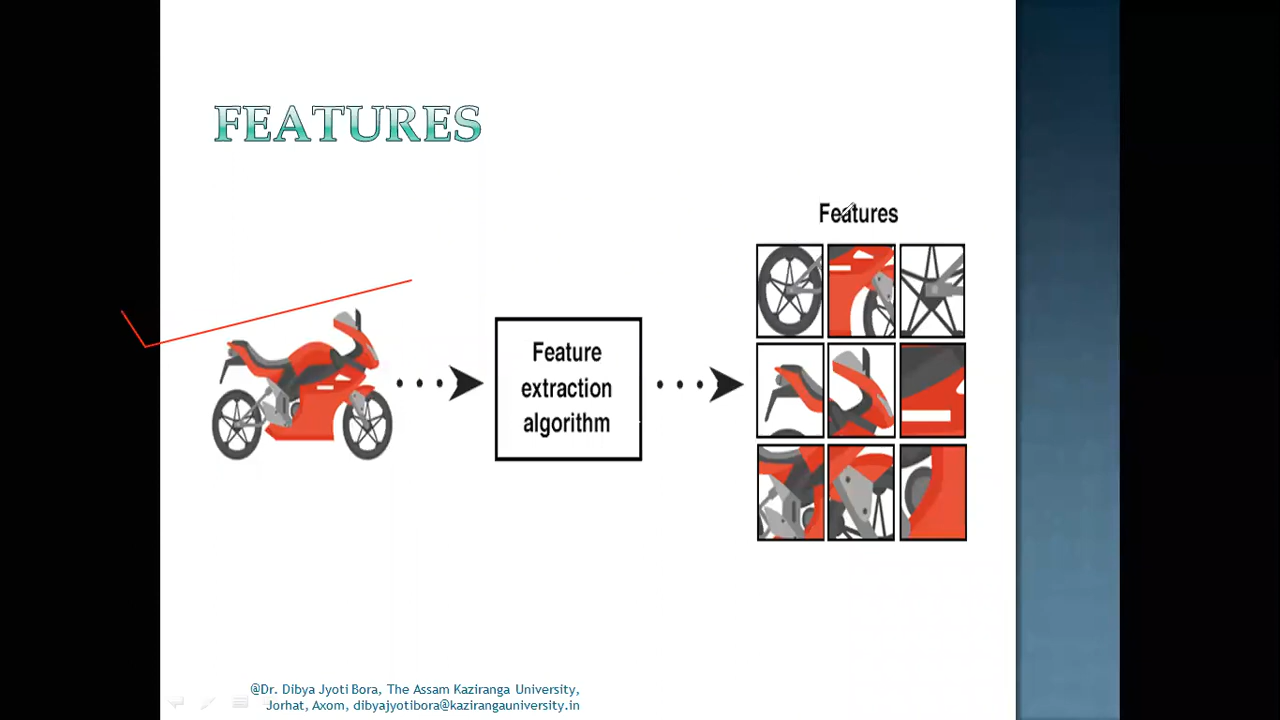 FEATURES
Features
Feature
extraction
algorithm
@Dr. Dibya Jyoti Bora, The Assam Kaziranga University,
Jorhat, Axom, dibyajyotibora@kazirangauniversity.in